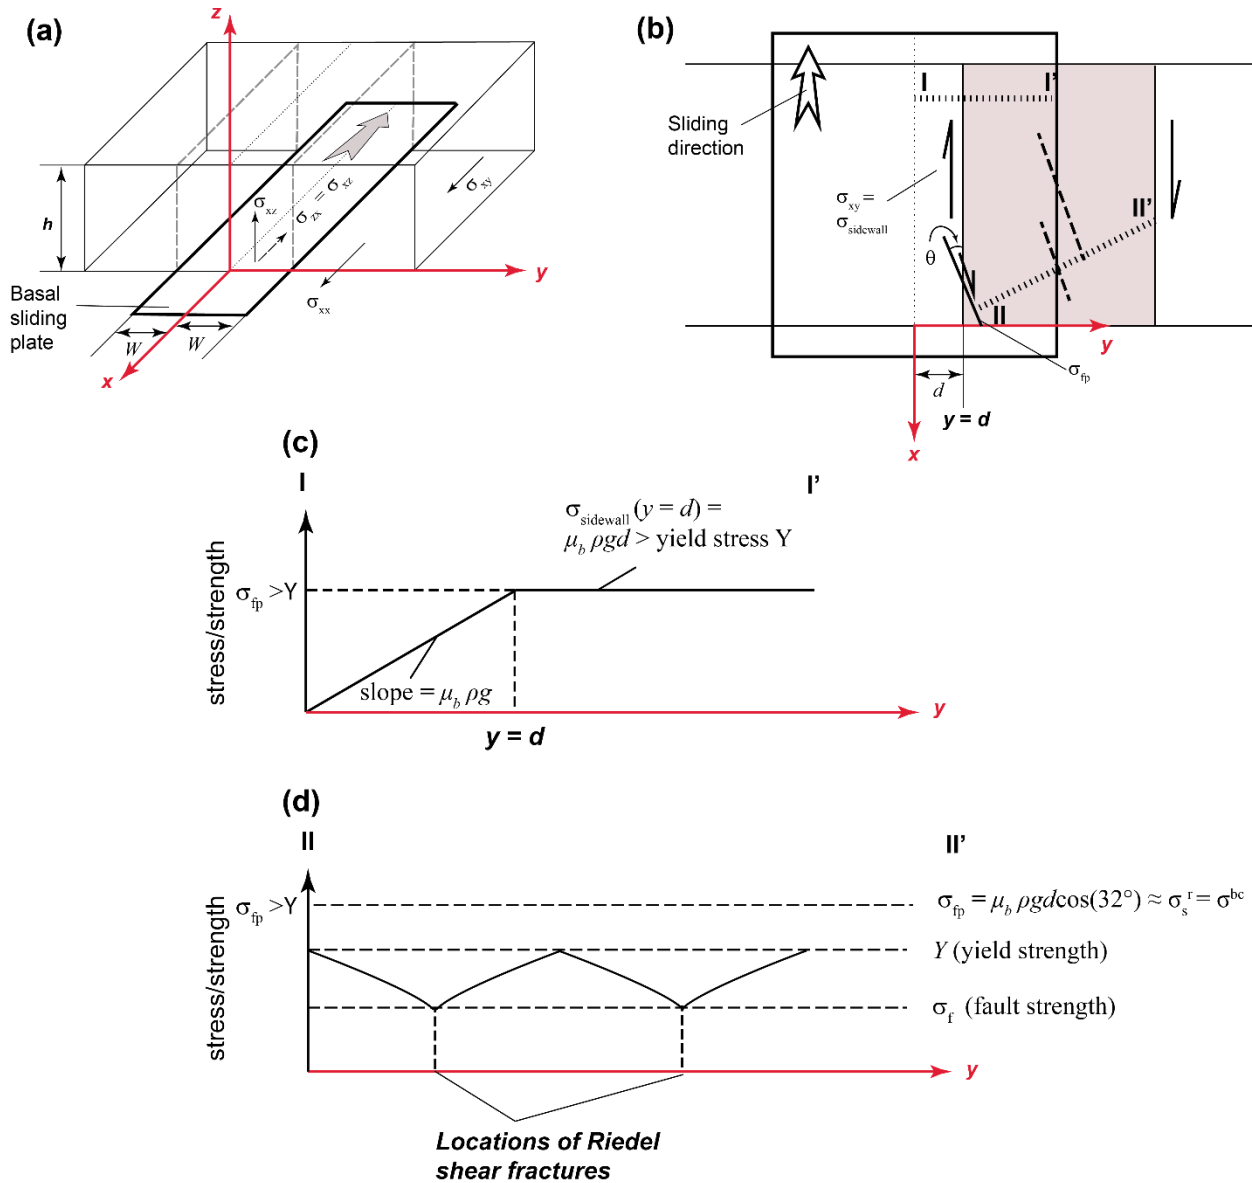 (a)
z
h
σxz
σzx = σxz
σxy
σxx
y
Basal
sliding
plate
W
W
x
(b)
I
I’
Sliding
direction
σxy =
σsidewall
θ
II
II’
y
σfp
d
y = d
x
(c)
I
I’
σsidewall (y = d) =
μb ρgd > yield stress Y
stress/strength
σfp >Y
slope = μb ρg
y
y = d
(d)
II
II’
stress/strength
σfp >Y
σfp = μb ρgdcos(32°) ≈ σsr = σbc
Y (yield strength)
σf (fault strength)
y
Locations of Riedel
shear fractures